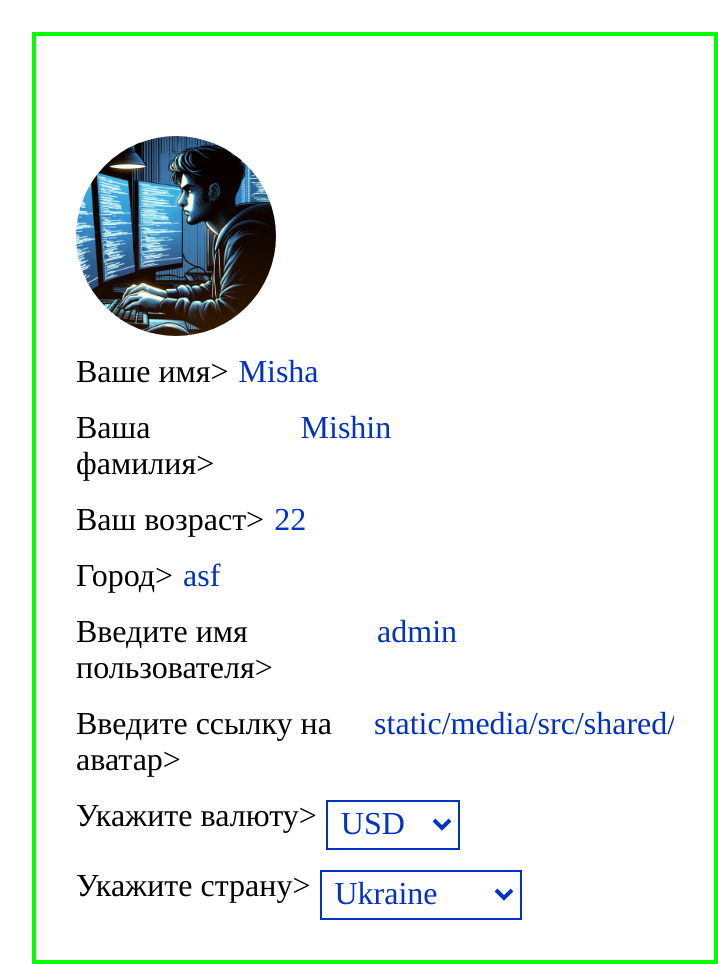 Ваше имя> Misha
Ваша Mishin
фамилия>
Ваш возраст> 22
Город> asf
Введите имя admin
пользователя>
Введите ссылку на static/media/src/shared/
аватар>
Укажите валюту> USD
Укажите страну> Ukraine